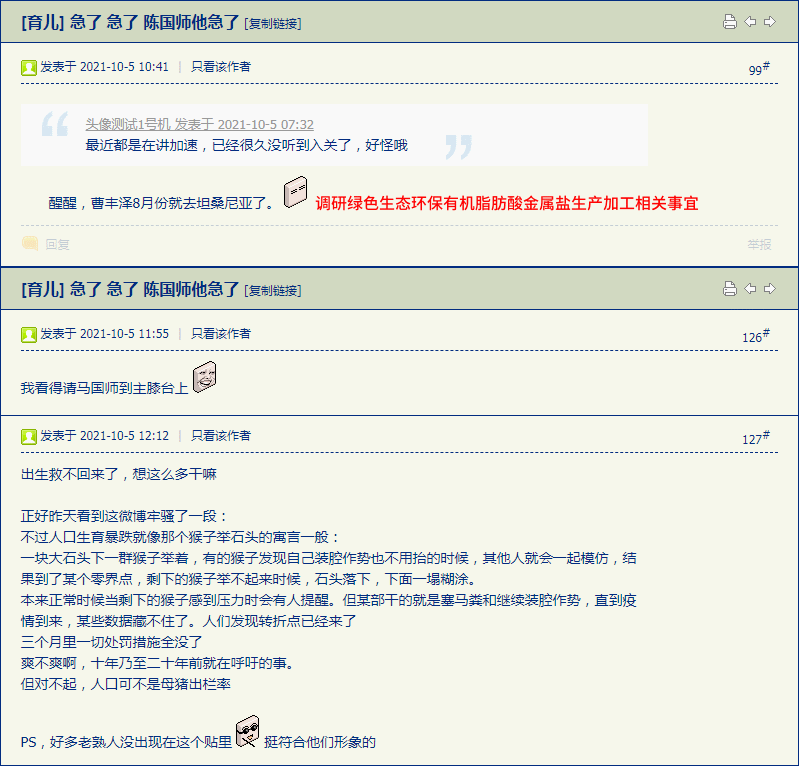 [育儿] 急了 急了 陈国师他急了 [复制链接]
发表于 2021-10-5 10:41 | 只看该作者
99#
头像测试1号机 发表于 2021-10-5 07:32
最近都是在讲加速，已经很久没听到入关了，好怪哦
醒醒，曹丰泽8月份就去坦桑尼亚了。 调研绿色生态环保有机脂肪酸金属盐生产加工相关事宜
回复
举报
[育儿] 急了 急了 陈国师他急了 [复制链接]
发表于 2021-10-5 11:55 | 只看该作者
126#
我看得请马国师到主膝台上
发表于 2021-10-5 12:12 | 只看该作者
127#
出生救不回来了，想这么多干嘛
正好昨天看到这微博牢骚了一段：
不过人口生育暴跌就像那个猴子举石头的寓言一般：
一块大石头下一群猴子举着，有的猴子发现自己装腔作势也不用抬的时候，其他人就会一起模仿，结
果到了某个零界点，剩下的猴子举不起来时候，石头落下，下面一塌糊涂。
本来正常时候当剩下的猴子感到压力时会有人提醒。但某部干的就是塞马粪和继续装腔作势，直到疫
情到来，某些数据藏不住了。人们发现转折点已经来了
三个月里一切处罚措施全没了
爽不爽啊，十年乃至二十年前就在呼吁的事。
但对不起，人口可不是母猪出栏率
PS，好多老熟人没出现在这个贴里 挺符合他们形象的